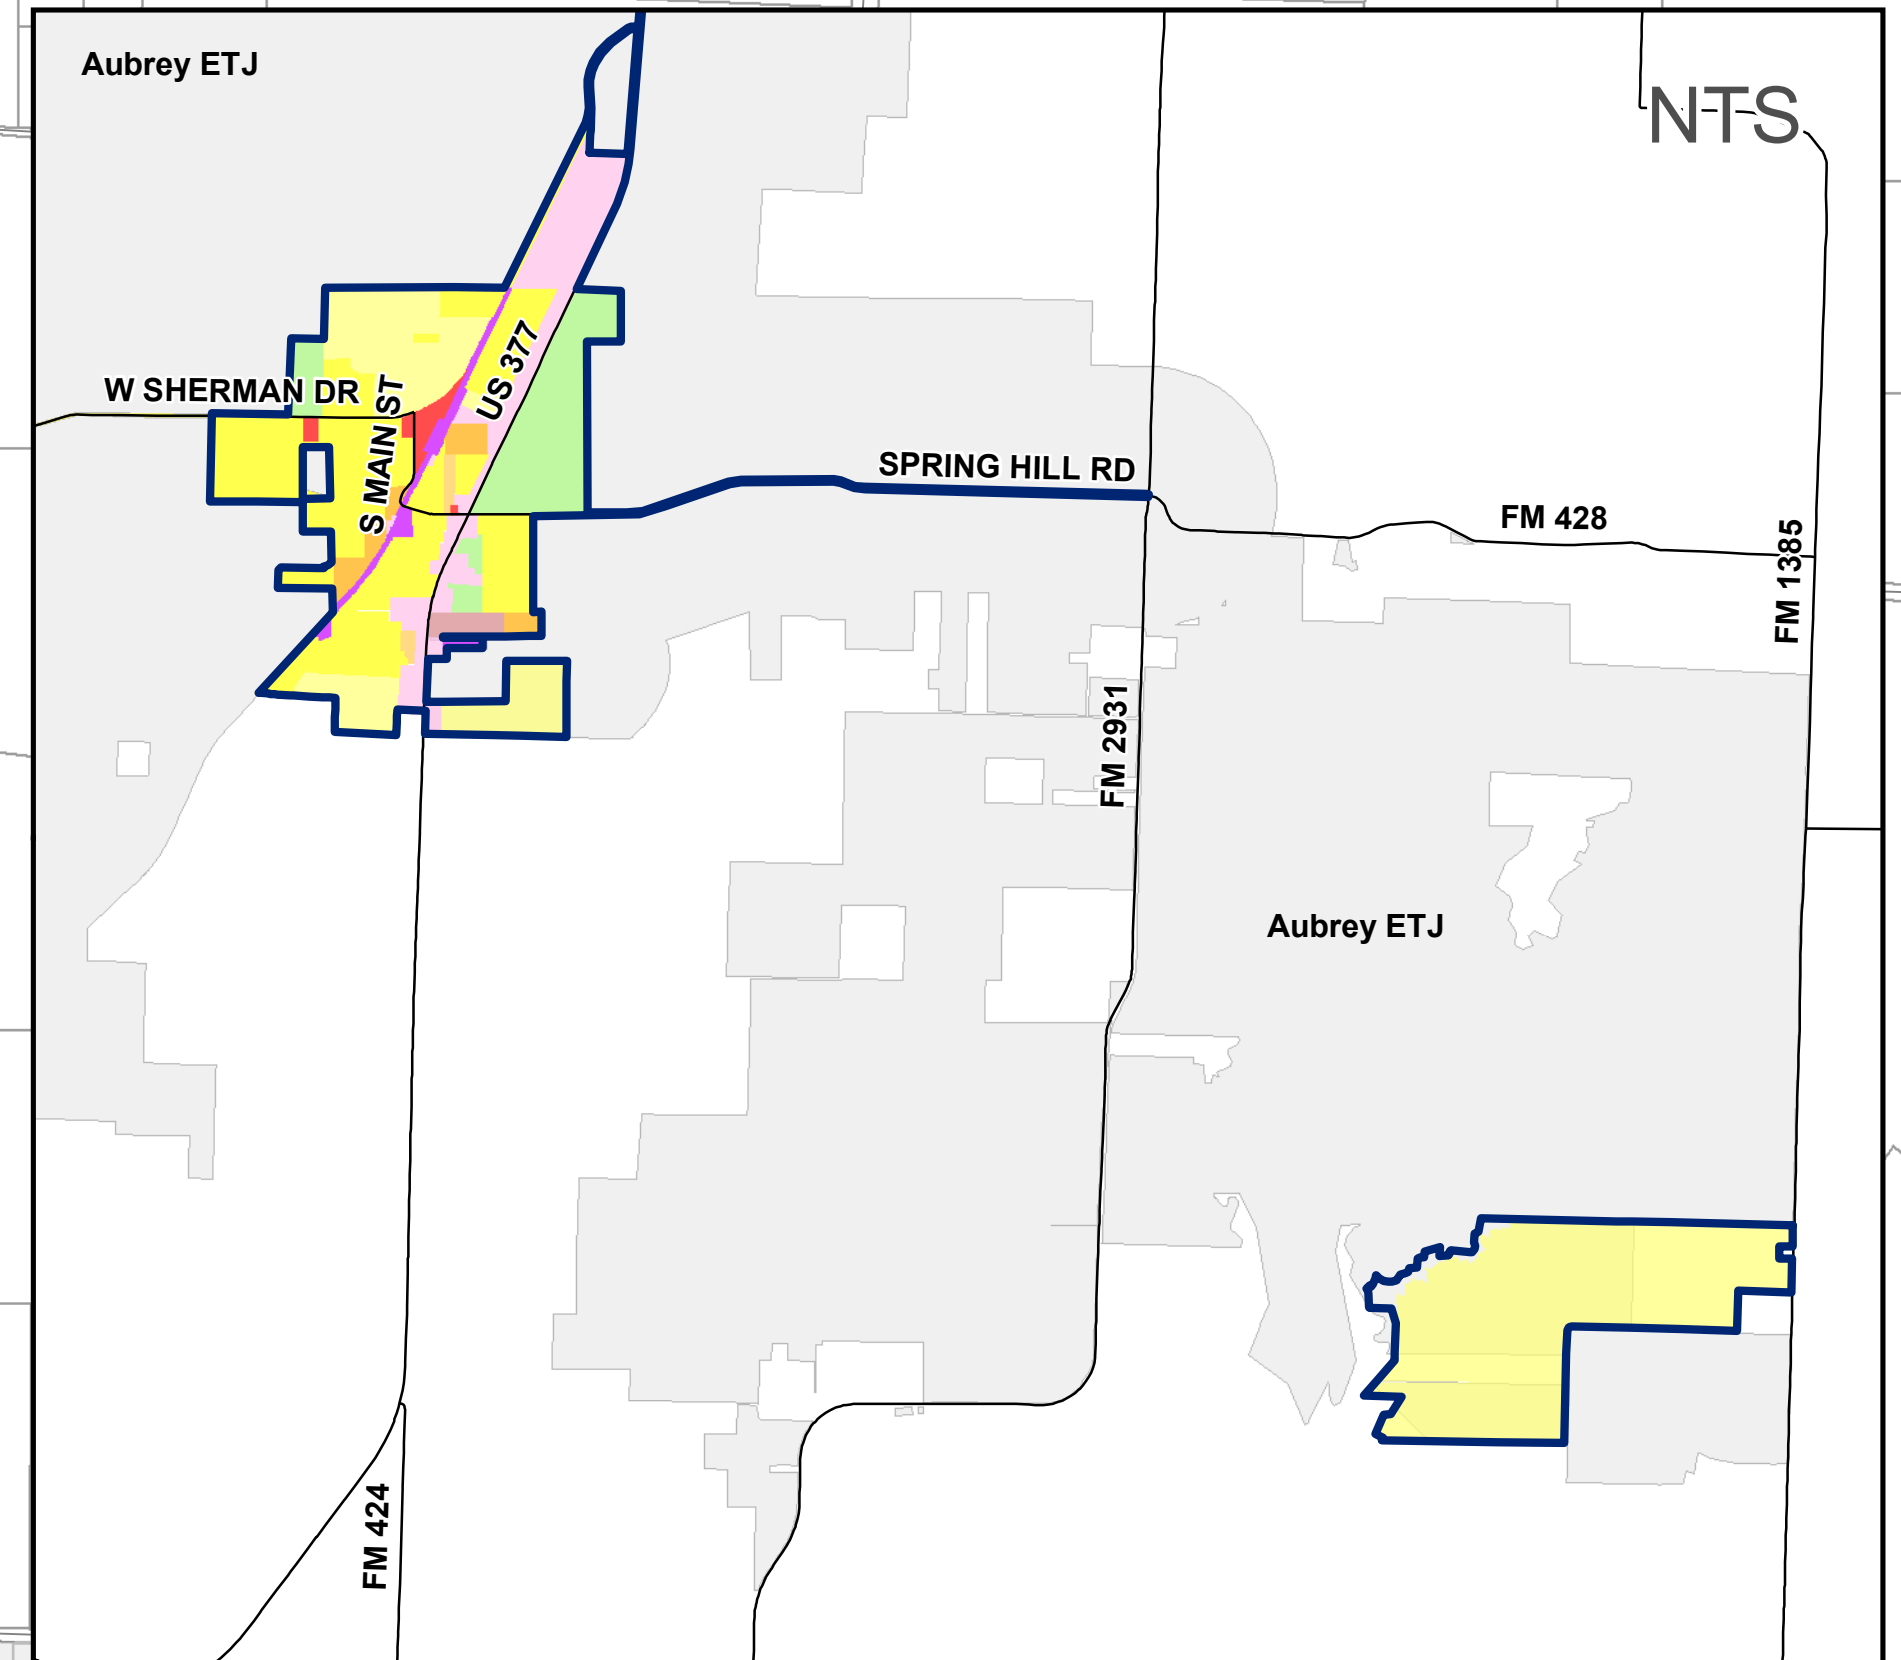 Aubrey ETJ
NTS
W SHERMAN DR
S MAIN ST
US 377
SPRING HILL RD
FM 428
FM 1385
FM 2931
Aubrey ETJ
FM 424